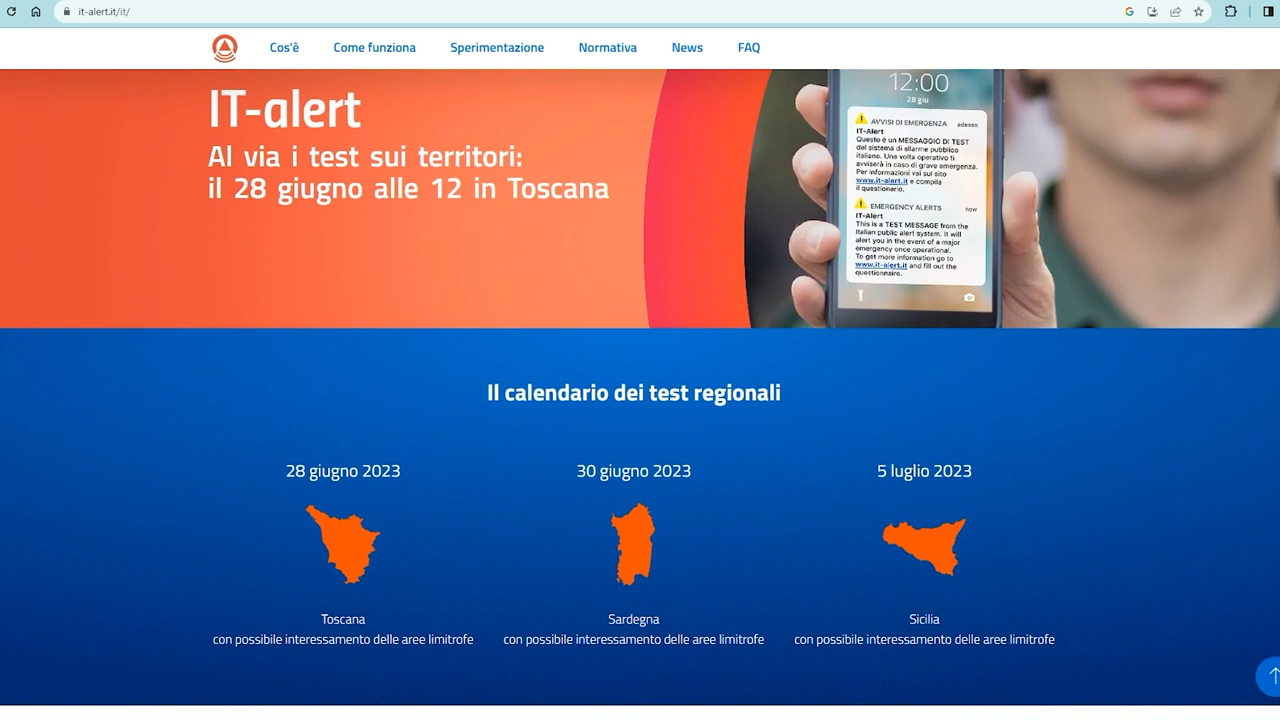 it-alert.it/it/
Cos'è Come funziona Sperimentazione Normativa News FAQ
IT-alert
Al via i test sui territori:
il 28 giugno alle 12 in Toscana
12:00
28 giu
AVVISI DI EMERGENZA adesso
IT-Alert
Questo è un MESSAGGIO DI TEST
del sistema di allarme pubblico
italiano. Una volta operativo ti
avviserà in caso di grave emergenza.
Per informazioni vai sul sito
www.it-alert.it e compila
il questionario.
EMERGENCY ALERTS now
IT-Alert
This is a TEST MESSAGE from the
Italian public alert system. It will
alert you in the event of a major
emergency once operational.
To get more information go to
www.it-alert.it and fill out the
questionnaire.
Il calendario dei test regionali
28 giugno 2023
30 giugno 2023
5 luglio 2023
Toscana
con possibile interessamento delle aree limitrofe
Sardegna
con possibile interessamento delle aree limitrofe
Sicilia
con possibile interessamento delle aree limitrofe